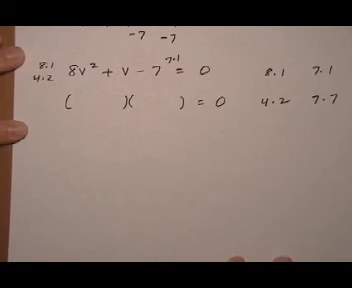 -7 -7
8.1 8v² + v - 7 7.1 = 0 8.1 7.1
4.2
( )( ) = 0 4.2 7.7